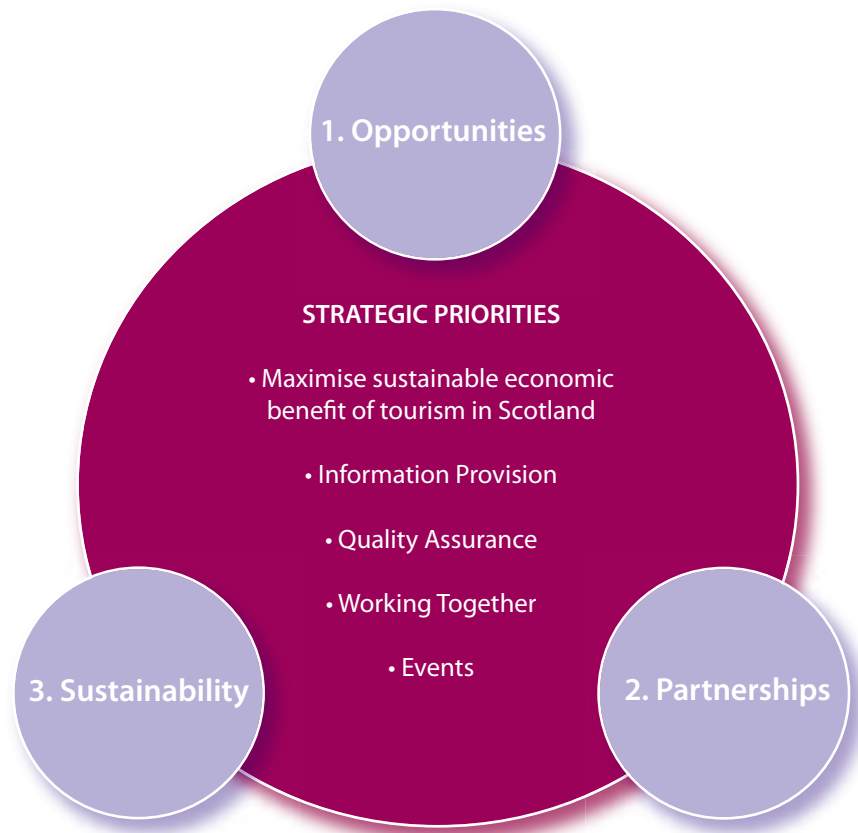 1. Opportunities
STRATEGIC PRIORITIES
• Maximise sustainable economic
benefit of tourism in Scotland
• Information Provision
• Quality Assurance
• Working Together
• Events
3. Sustainability
2. Partnerships